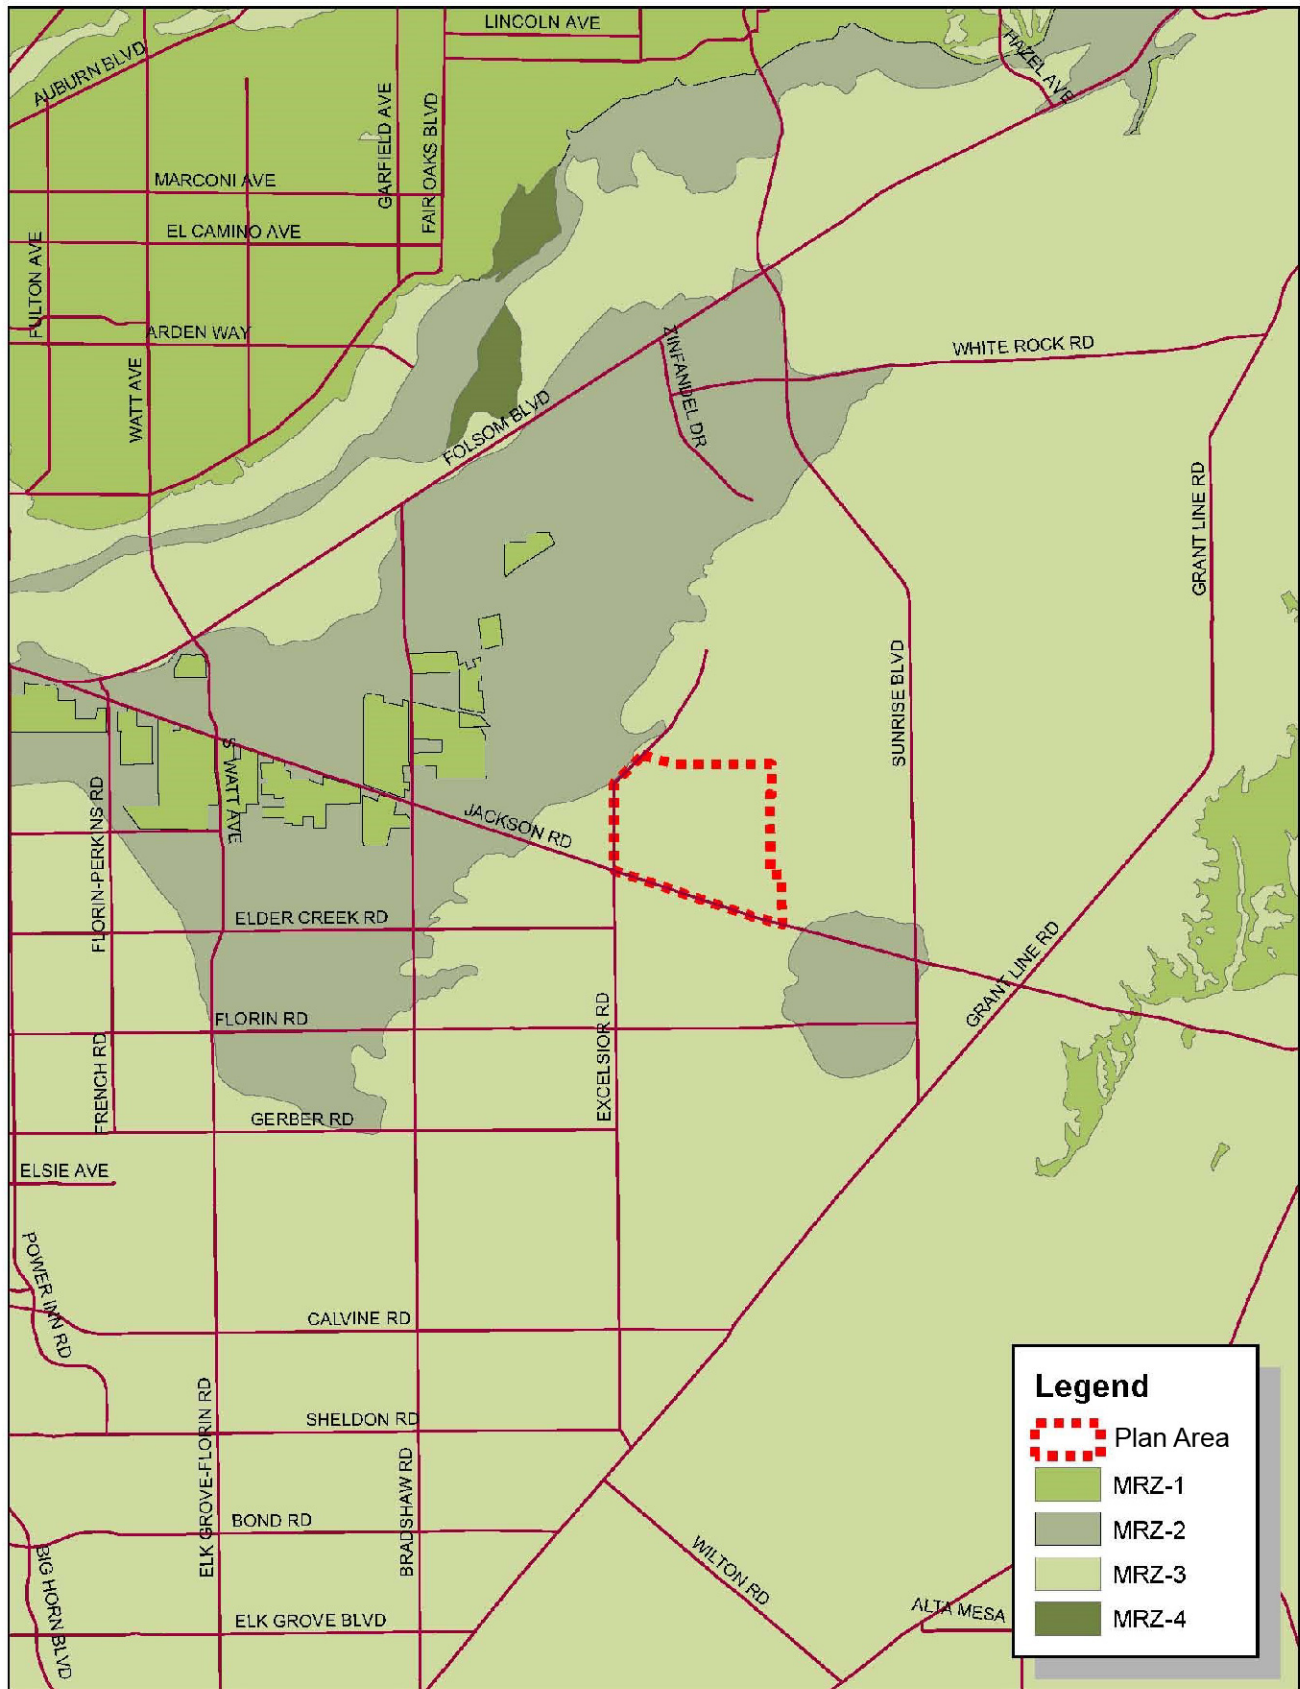 LINCOLN AVE
AUBURN BLVD
HAZEL AVE
GARFIELD AVE
FAIR OAKS BLVD
MARCONI AVE
EL CAMINO AVE
FULTON AVE
ARDEN WAY
WATT AVE
ZINFANDEL DR
WHITE ROCK RD
FOLSOM BLVD
GRANT LINE RD
SUNRISE BLVD
S WATT AVE
FLORIN-PERKINS RD
JACKSON RD
ELDER CREEK RD
GRANT LINE RD
FLORIN RD
EXCELSIOR RD
FRENCH RD
GERBER RD
ELSIE AVE
POWER INN RD
CALVINE RD
ELK GROVE-FLORIN RD
SHELDON RD
BRADSHAW RD
BOND RD
BIG HORN BLVD
WILTON RD
ELK GROVE BLVD
ALTA MESA
Legend
Plan Area
MRZ-1
MRZ-2
MRZ-3
MRZ-4